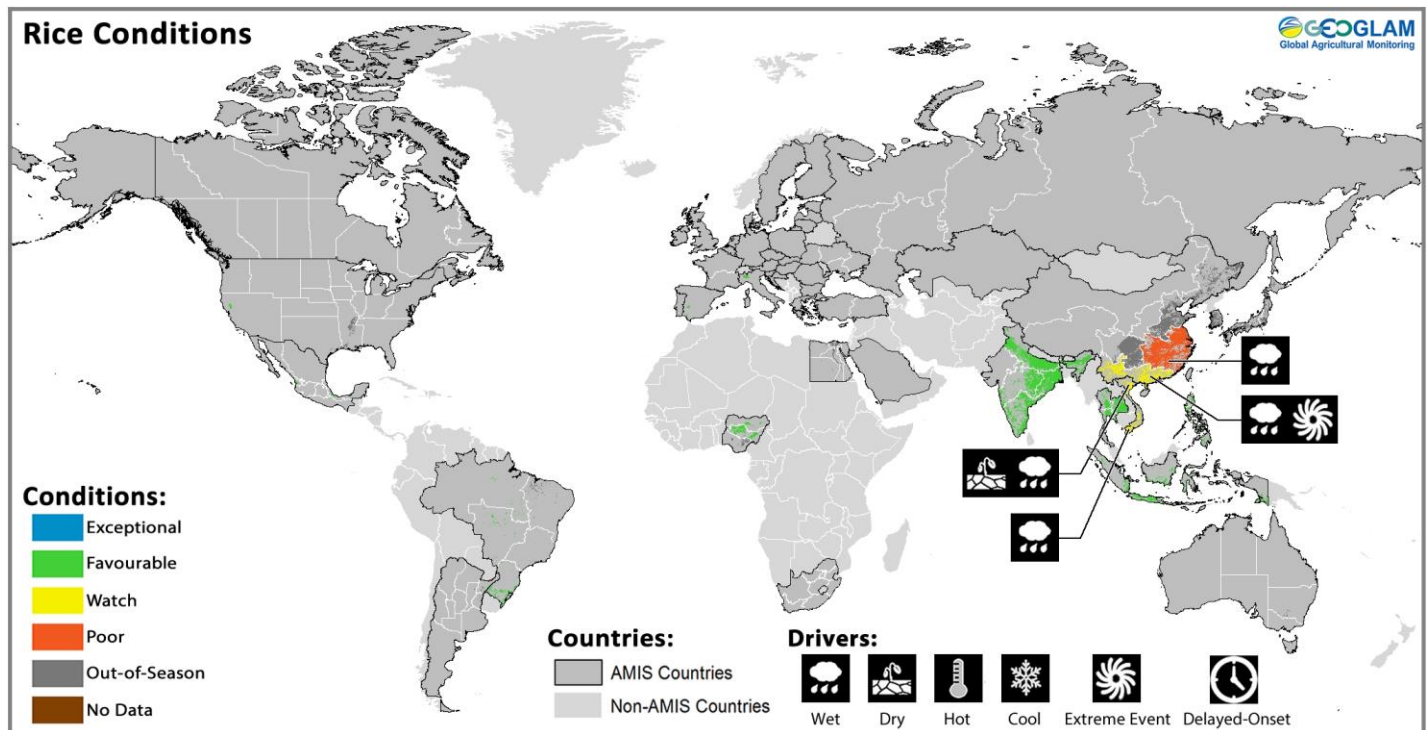 Rice Conditions
GEOGLAM
Global Agricultural Monitoring
Conditions:
Exceptional
Favourable
Watch
Poor
Out-of-Season
No Data
Countries:
AMIS Countries
Non-AMIS Countries
Drivers:
Wet
Dry
Hot
Cool
Extreme Event
Delayed-Onset